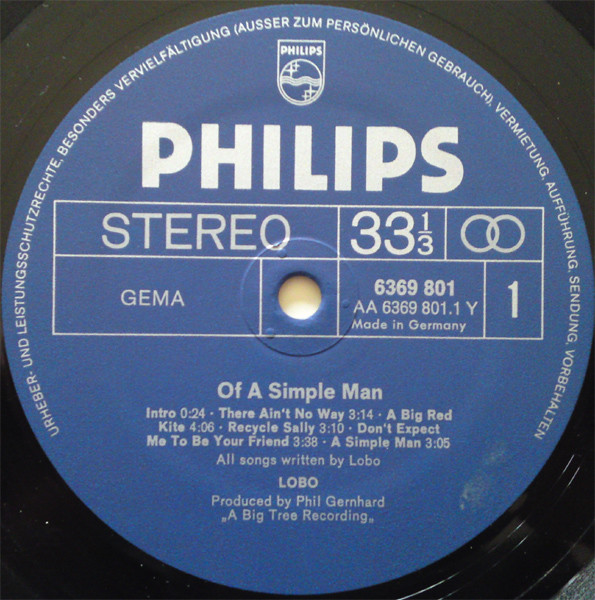 URHEBER- UND LEISTUNGSSCHUTZRECHTE, BESONDERS VERVIELFÄLTIGUNG (AUSSER ZUM PERSÖNLICHEN GEBRAUCH), VERMIETUNG, AUFFÜHRUNG, SENDUNG, VORBEHALTEN
PHILIPS
PHILIPS
STEREO 33 1/3
GEMA
6369 801
AA 6369 801.1 Y
Made in Germany
1
Of A Simple Man
Intro 0:24 · There Ain't No Way 3:14 · A Big Red
Kite 4:06 · Recycle Sally 3:10 · Don't Expect
Me To Be Your Friend 3:38 · A Simple Man 3:05
All songs written by Lobo
LOBO
Produced by Phil Gernhard
„A Big Tree Recording„